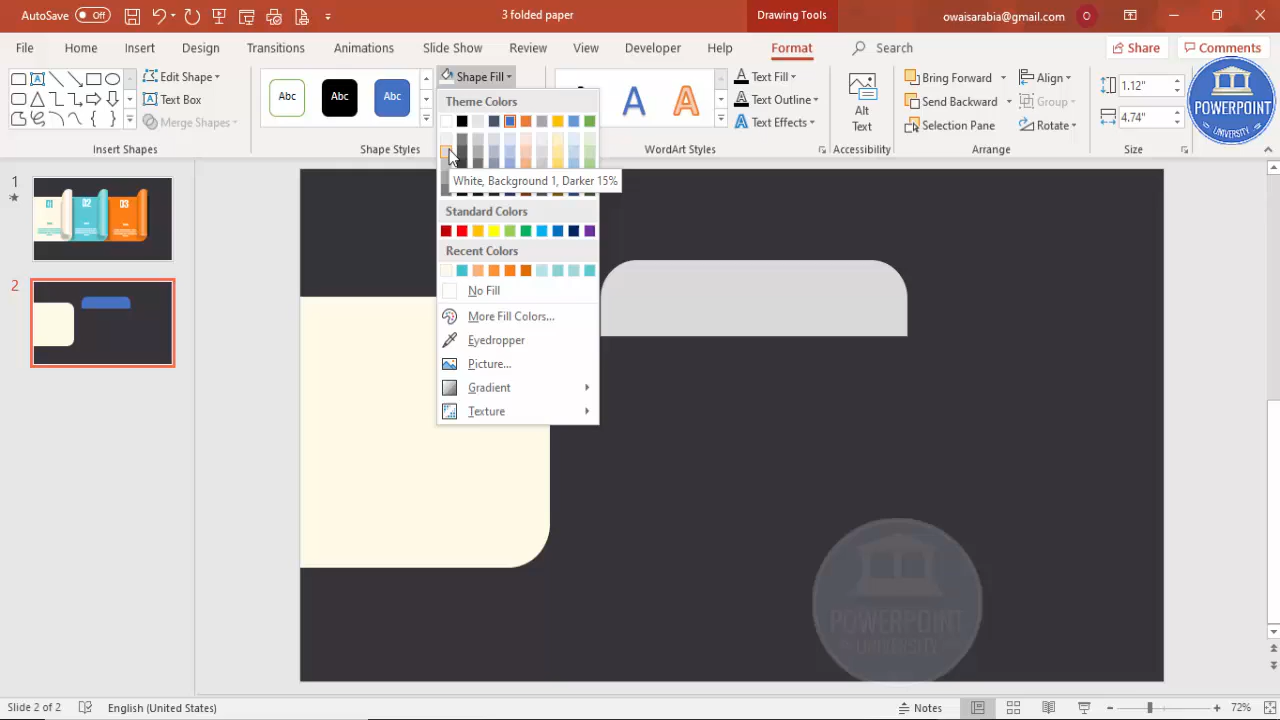 AutoSave Off
3 folded paper
Drawing Tools
owaisarabia@gmail.com O
File Home Insert Design Transitions Animations Slide Show Review View Developer Help Format Search Share Comments
Edit Shape
Text Box
Merge Shapes
Insert Shapes
Abc Abc Abc
Shape Styles
Shape Fill
A A
Text Fill
Text Outline
Text Effects
WordArt Styles
Alt
Text
Accessibility
Bring Forward
Send Backward
Selection Pane
Align
Group
Rotate
Arrange
1.12"
4.74"
Size
POWERPOINT
UNIVERSITY
Theme Colors
White, Background 1, Darker 15%
Standard Colors
Recent Colors
No Fill
More Fill Colors...
Eyedropper
Picture...
Gradient
Texture
1
01 02 03
2
POWERPOINT
UNIVERSITY
Slide 2 of 2
English (United States)
Notes
72%